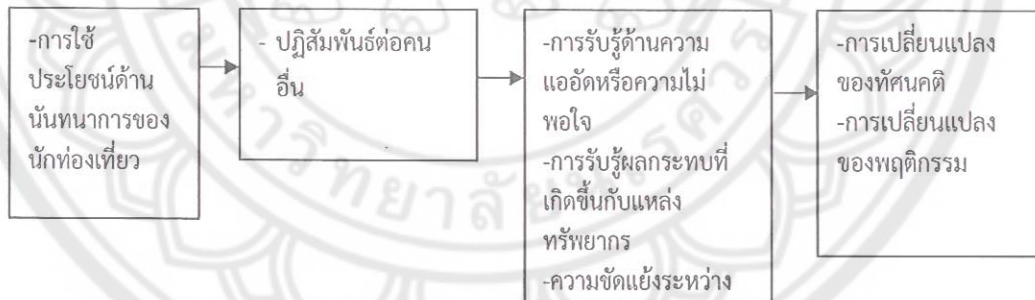 -การใช้
ประโยชน์ด้าน
นันทนาการของ
นักท่องเที่ยว
- ปฏิสัมพันธ์ต่อคน
อื่น
-การรับรู้ด้านความ
แออัดหรือความไม่
พอใจ
-การรับรู้ผลกระทบที่
เกิดขึ้นกับแหล่ง
ทรัพยากร
-ความขัดแย้งระหว่าง
-การเปลี่ยนแปลง
ของทัศนคติ
-การเปลี่ยนแปลง
ของพฤติกรรม